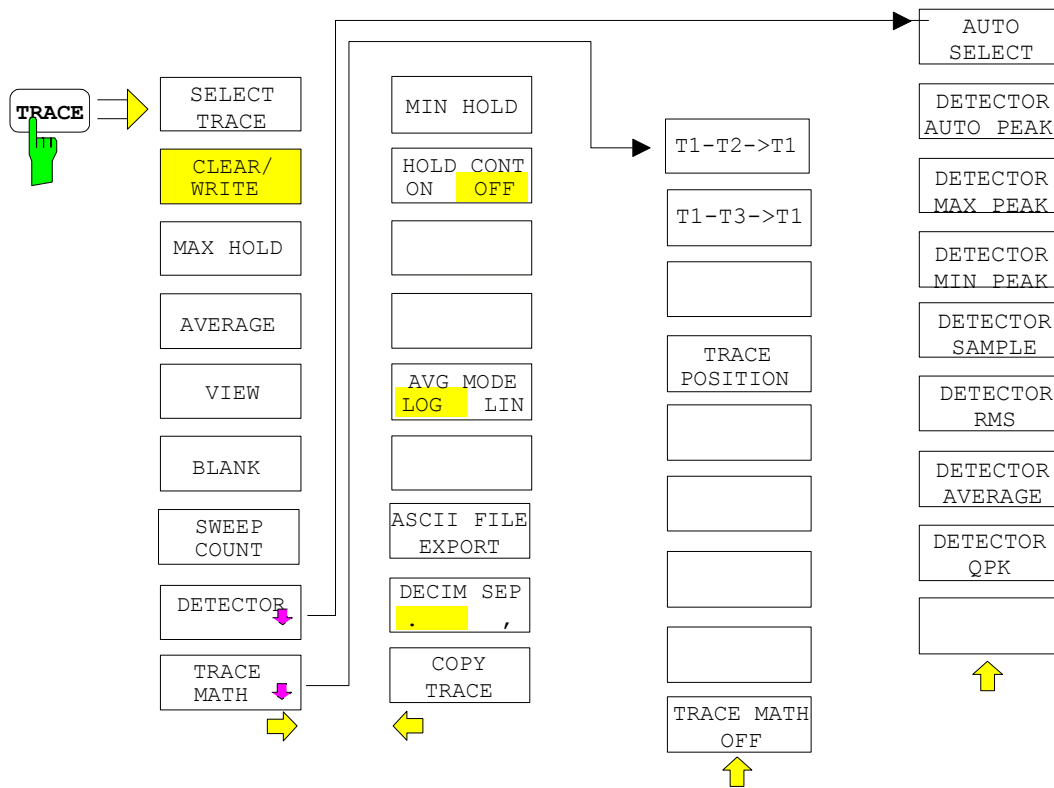 TRACE
SELECT
TRACE
CLEAR/
WRITE
MAX HOLD
AVERAGE
VIEW
BLANK
SWEEP
COUNT
DETECTOR
TRACE
MATH
MIN HOLD
HOLD CONT
ON OFF
AVG MODE
LOG LIN
ASCII FILE
EXPORT
DECIM SEP
. ,
COPY
TRACE
T1-T2->T1
T1-T3->T1
TRACE
POSITION
TRACE MATH
OFF
AUTO
SELECT
DETECTOR
AUTO PEAK
DETECTOR
MAX PEAK
DETECTOR
MIN PEAK
DETECTOR
SAMPLE
DETECTOR
RMS
DETECTOR
AVERAGE
DETECTOR
QPK